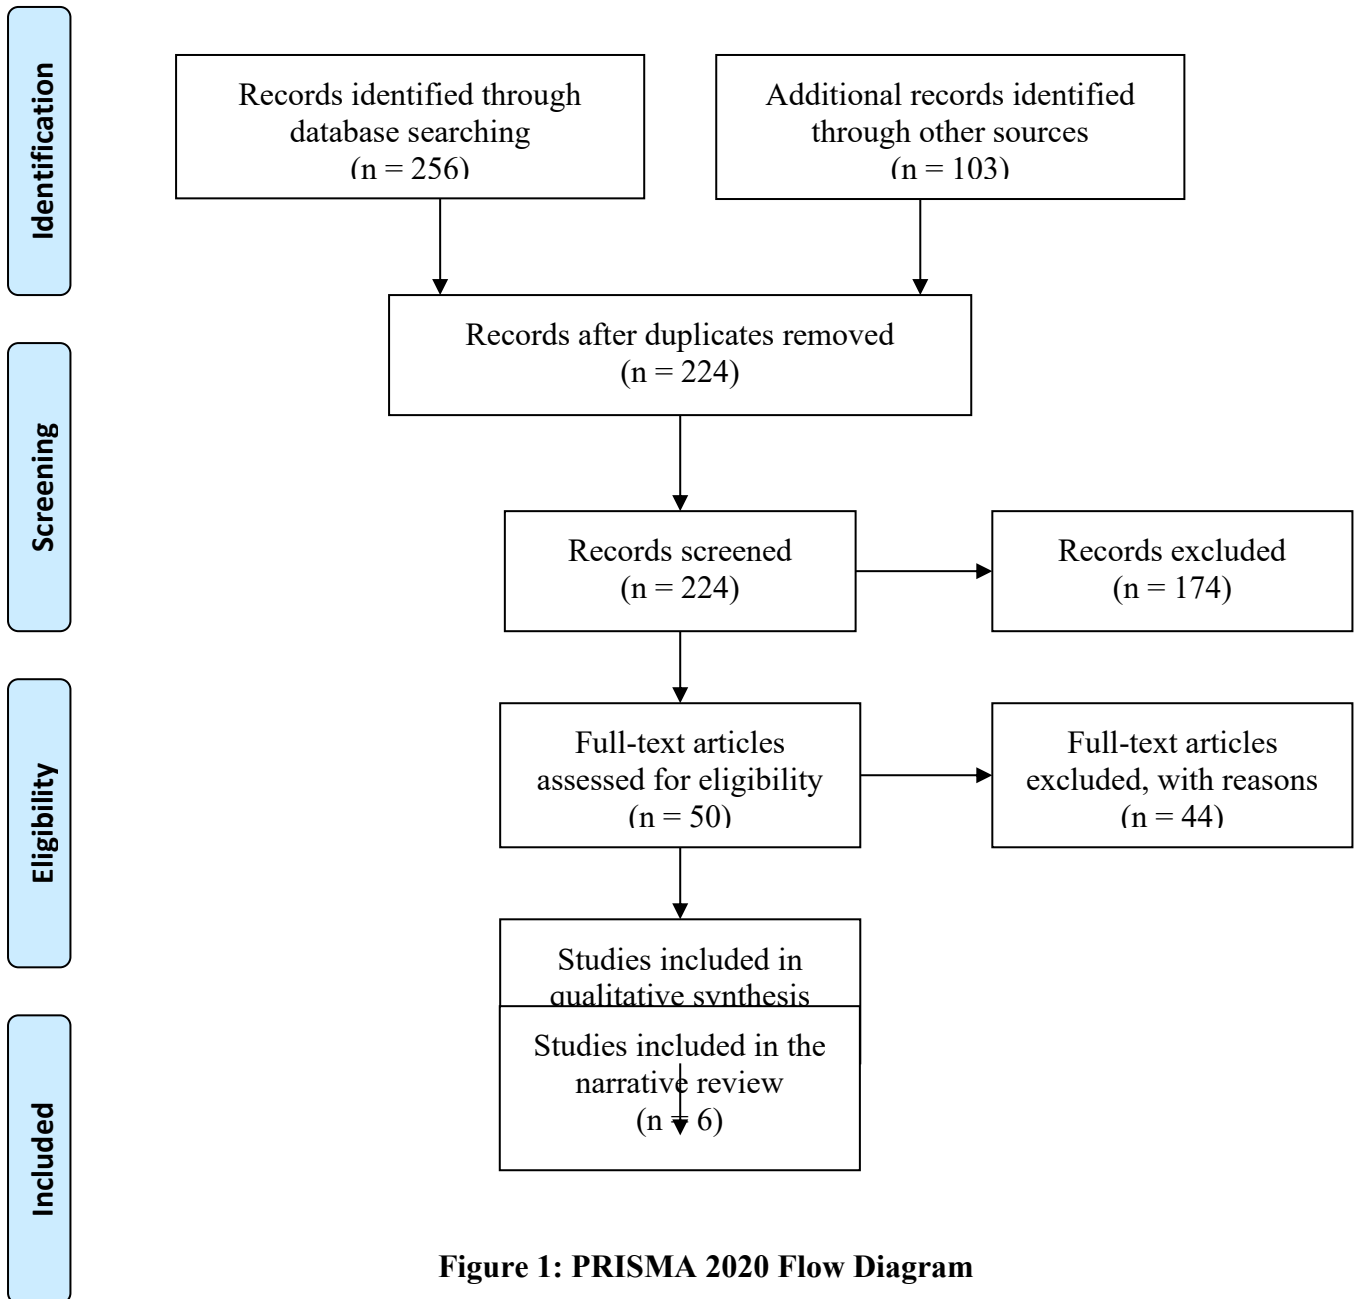 Identification
Records identified through
database searching
(n = 256)
Additional records identified
through other sources
(n = 103)
Records after duplicates removed
(n = 224)
Screening
Records screened
(n = 224)
Records excluded
(n = 174)
Eligibility
Full-text articles
assessed for eligibility
(n = 50)
Full-text articles
excluded, with reasons
(n = 44)
Studies included in
qualitative synthesis
Included
Studies included in the
narrative review
(n = 6)
Figure 1: PRISMA 2020 Flow Diagram